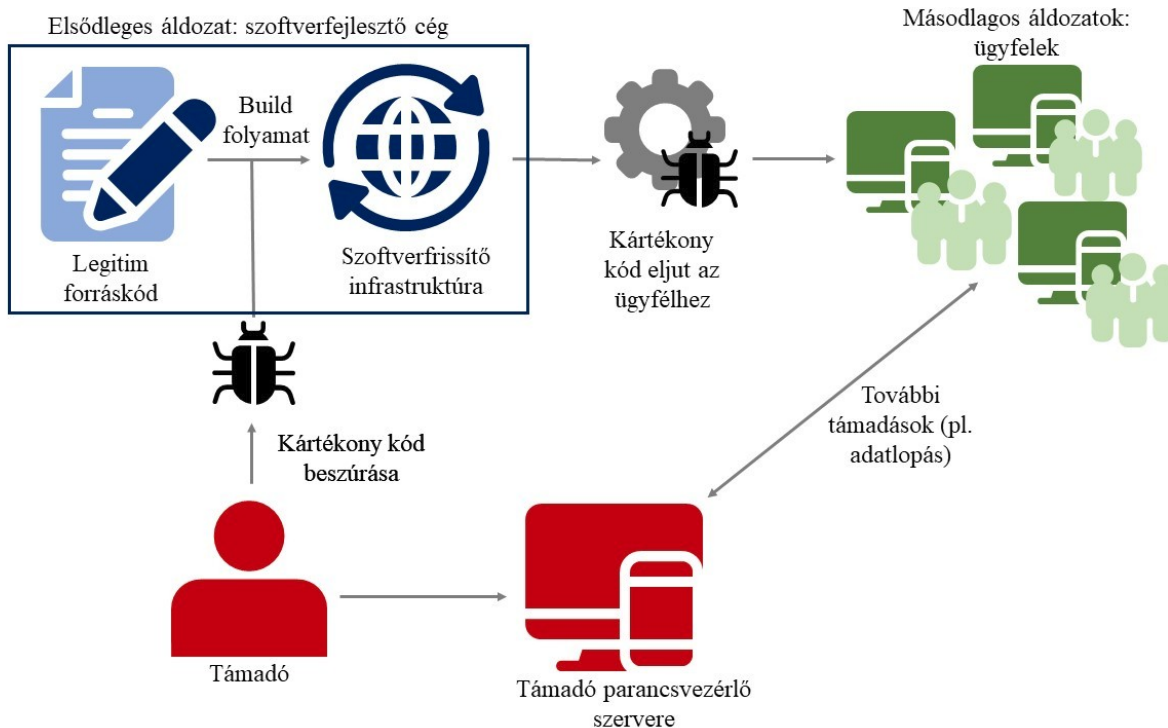 Elsődleges áldozat: szoftverfejlesztő cég
Másodlagos áldozatok:
ügyfelek
Build
folyamat
Legitim
forráskód
Szoftverfrissítő
infrastruktúra
Kártékony
kód eljut az
ügyfélhez
Kártékony kód
beszúrása
További
támadások (pl.
adatlopás)
Támadó
Támadó parancsvezérlő
szervere